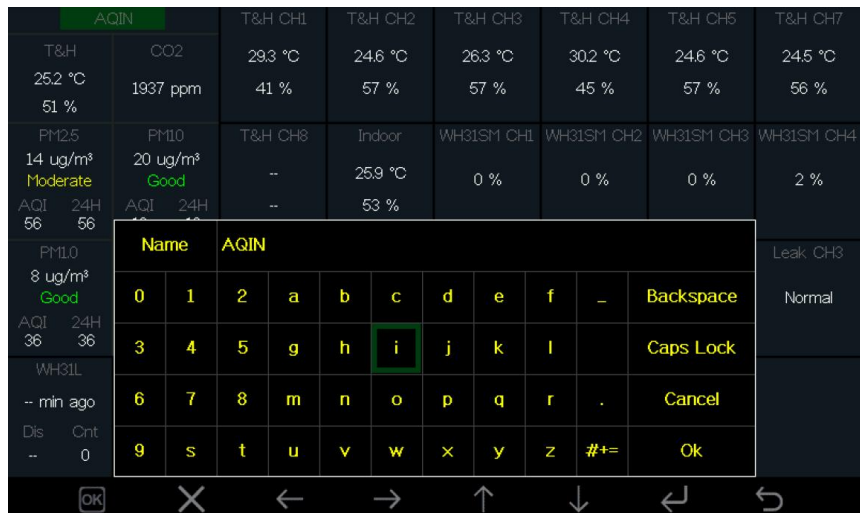 AQIN T&H CH1 T&H CH2 T&H CH3 T&H CH4 T&H CH5 T&H CH7
T&H CO2
29.3 °C 24.6 °C 26.3 °C 30.2 °C 24.6 °C 24.5 °C
25.2 °C
1937 ppm 41 % 57 % 57 % 45 % 57 % 56 %
51 %
PM2.5 PM10 T&H CH8 Indoor WH31SM CH1 WH31SM CH2 WH31SM CH3 WH31SM CH4
14 ug/m³ 20 ug/m³
Moderate Good -- 25.9 °C 0 % 0 % 0 % 2 %
AQI 24H AQI 24H -- 53 %
56 56
Name AQIN
PM1.0 Leak CH3
8 ug/m³
Good Normal
AQI 24H
36 36
0 1 2 a b c d e f _ Backspace
3 4 5 g h i j k l Caps Lock
WH31L
-- min ago
6 7 8 m n o p q r . Cancel
Dis Cnt
-- 0
9 s t u v w x y z #+= Ok
OK